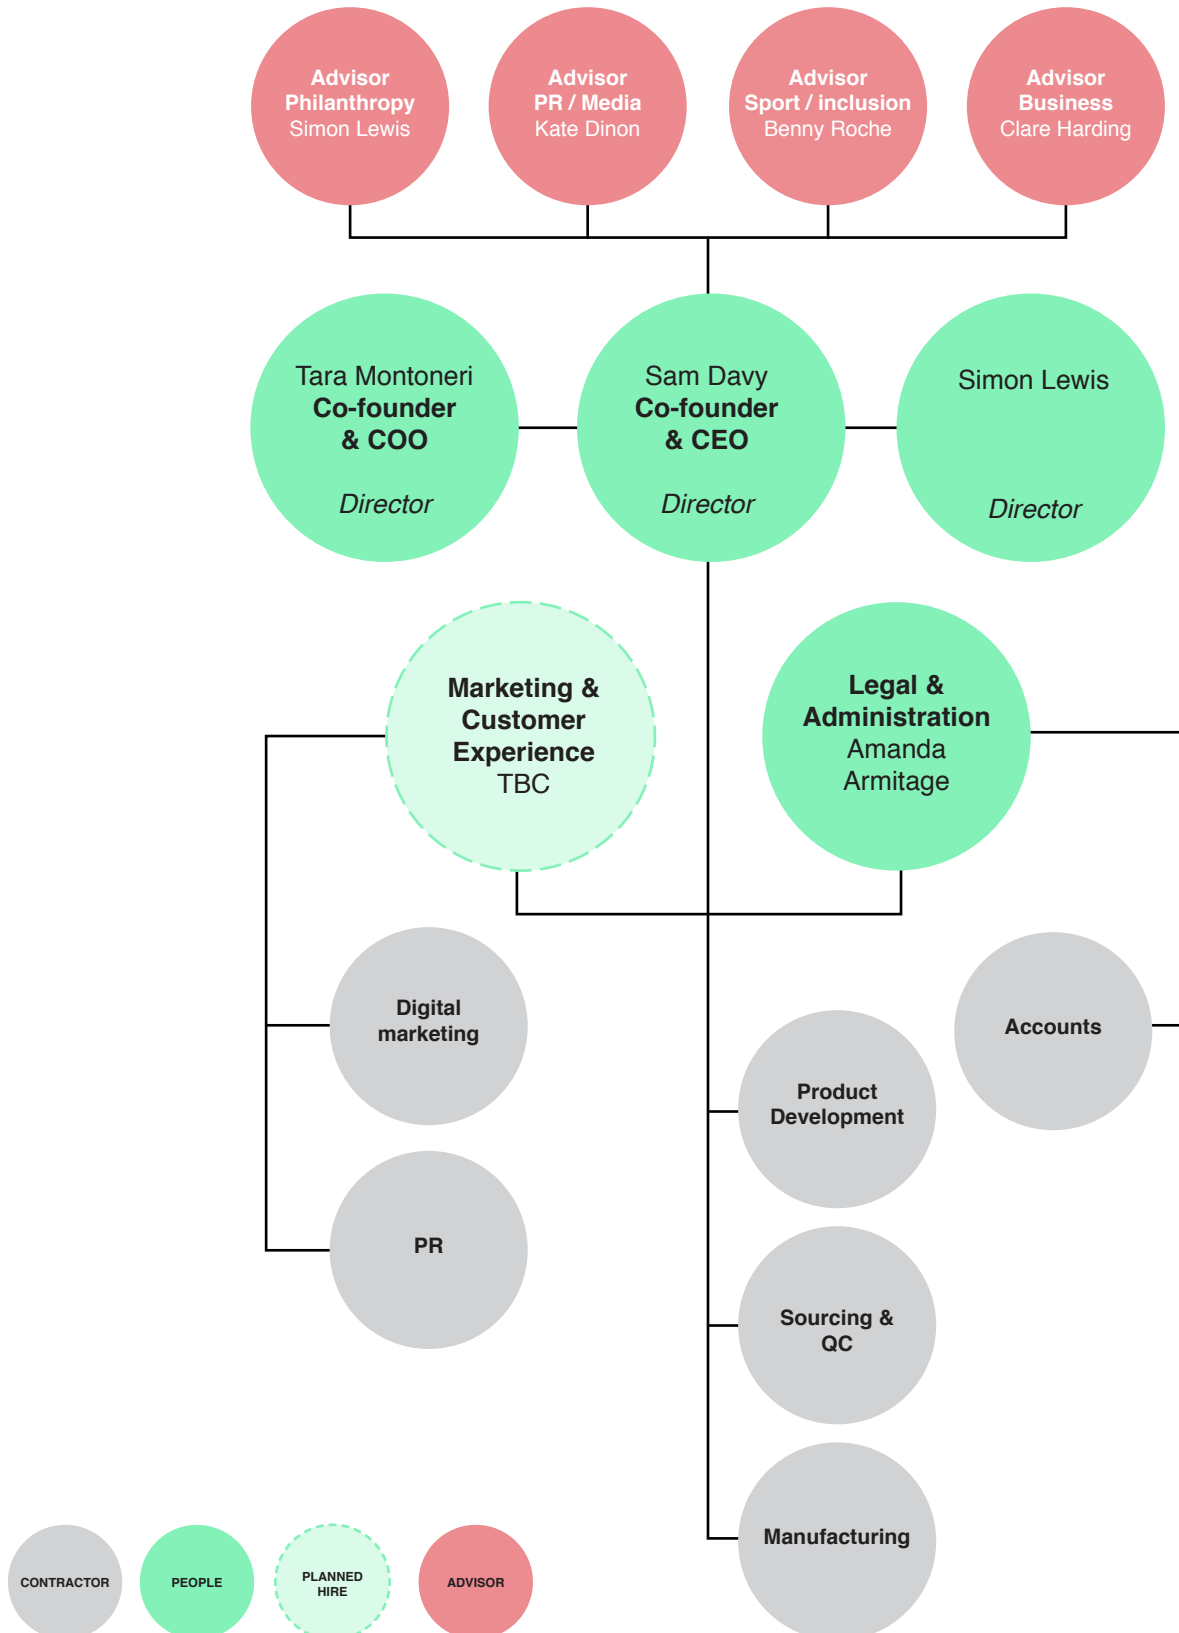 Advisor
Philanthropy
Simon Lewis
Advisor
PR / Media
Kate Dinon
Advisor
Sport / inclusion
Benny Roche
Advisor
Business
Clare Harding
Tara Montoneri
Co-founder
& COO
Director
Sam Davy
Co-founder
& CEO
Director
Simon Lewis
Director
Marketing &
Customer
Experience
TBC
Legal &
Administration
Amanda
Armitage
Digital
marketing
Accounts
Product
Development
PR
Sourcing &
QC
Manufacturing
CONTRACTOR
PEOPLE
PLANNED
HIRE
ADVISOR